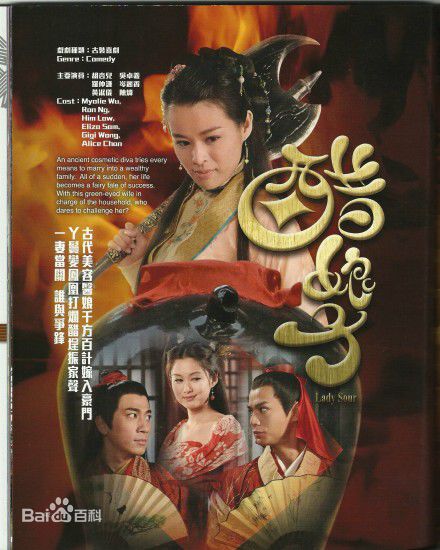 戲劇種類：古裝喜劇
Genre : Comedy
主要演員：胡杏兒 吳卓羲
羅仲謙 岑麗香
黃淑儀 陳煒
Cast : Myolie Wu,
Ron Ng,
Him Law,
Eliza Sam,
Gigi Wong,
Alice Chan
An ancient cosmetic diva tries every
means to marry into a wealthy
family. All of a sudden, her life
becomes a fairy tale of success.
With this green-eyed wife in
charge of the household, who
dares to challenge her?
古代美容醫娘千方百計嫁入豪門
丫鬟變鳳凰打爛醋埕振家聲
一妻當關 誰與爭鋒
醋娘子
Lady Sour
Bai du 百科